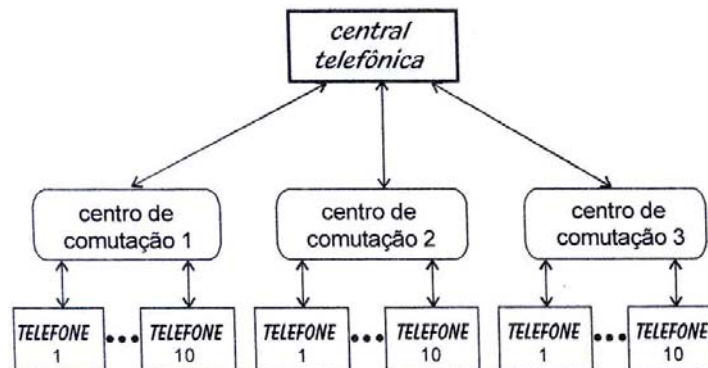 central
telefônica
centro de
comutação 1
centro de
comutação 2
centro de
comutação 3
TELEFONE
1
TELEFONE
10
TELEFONE
1
TELEFONE
10
TELEFONE
1
TELEFONE
10